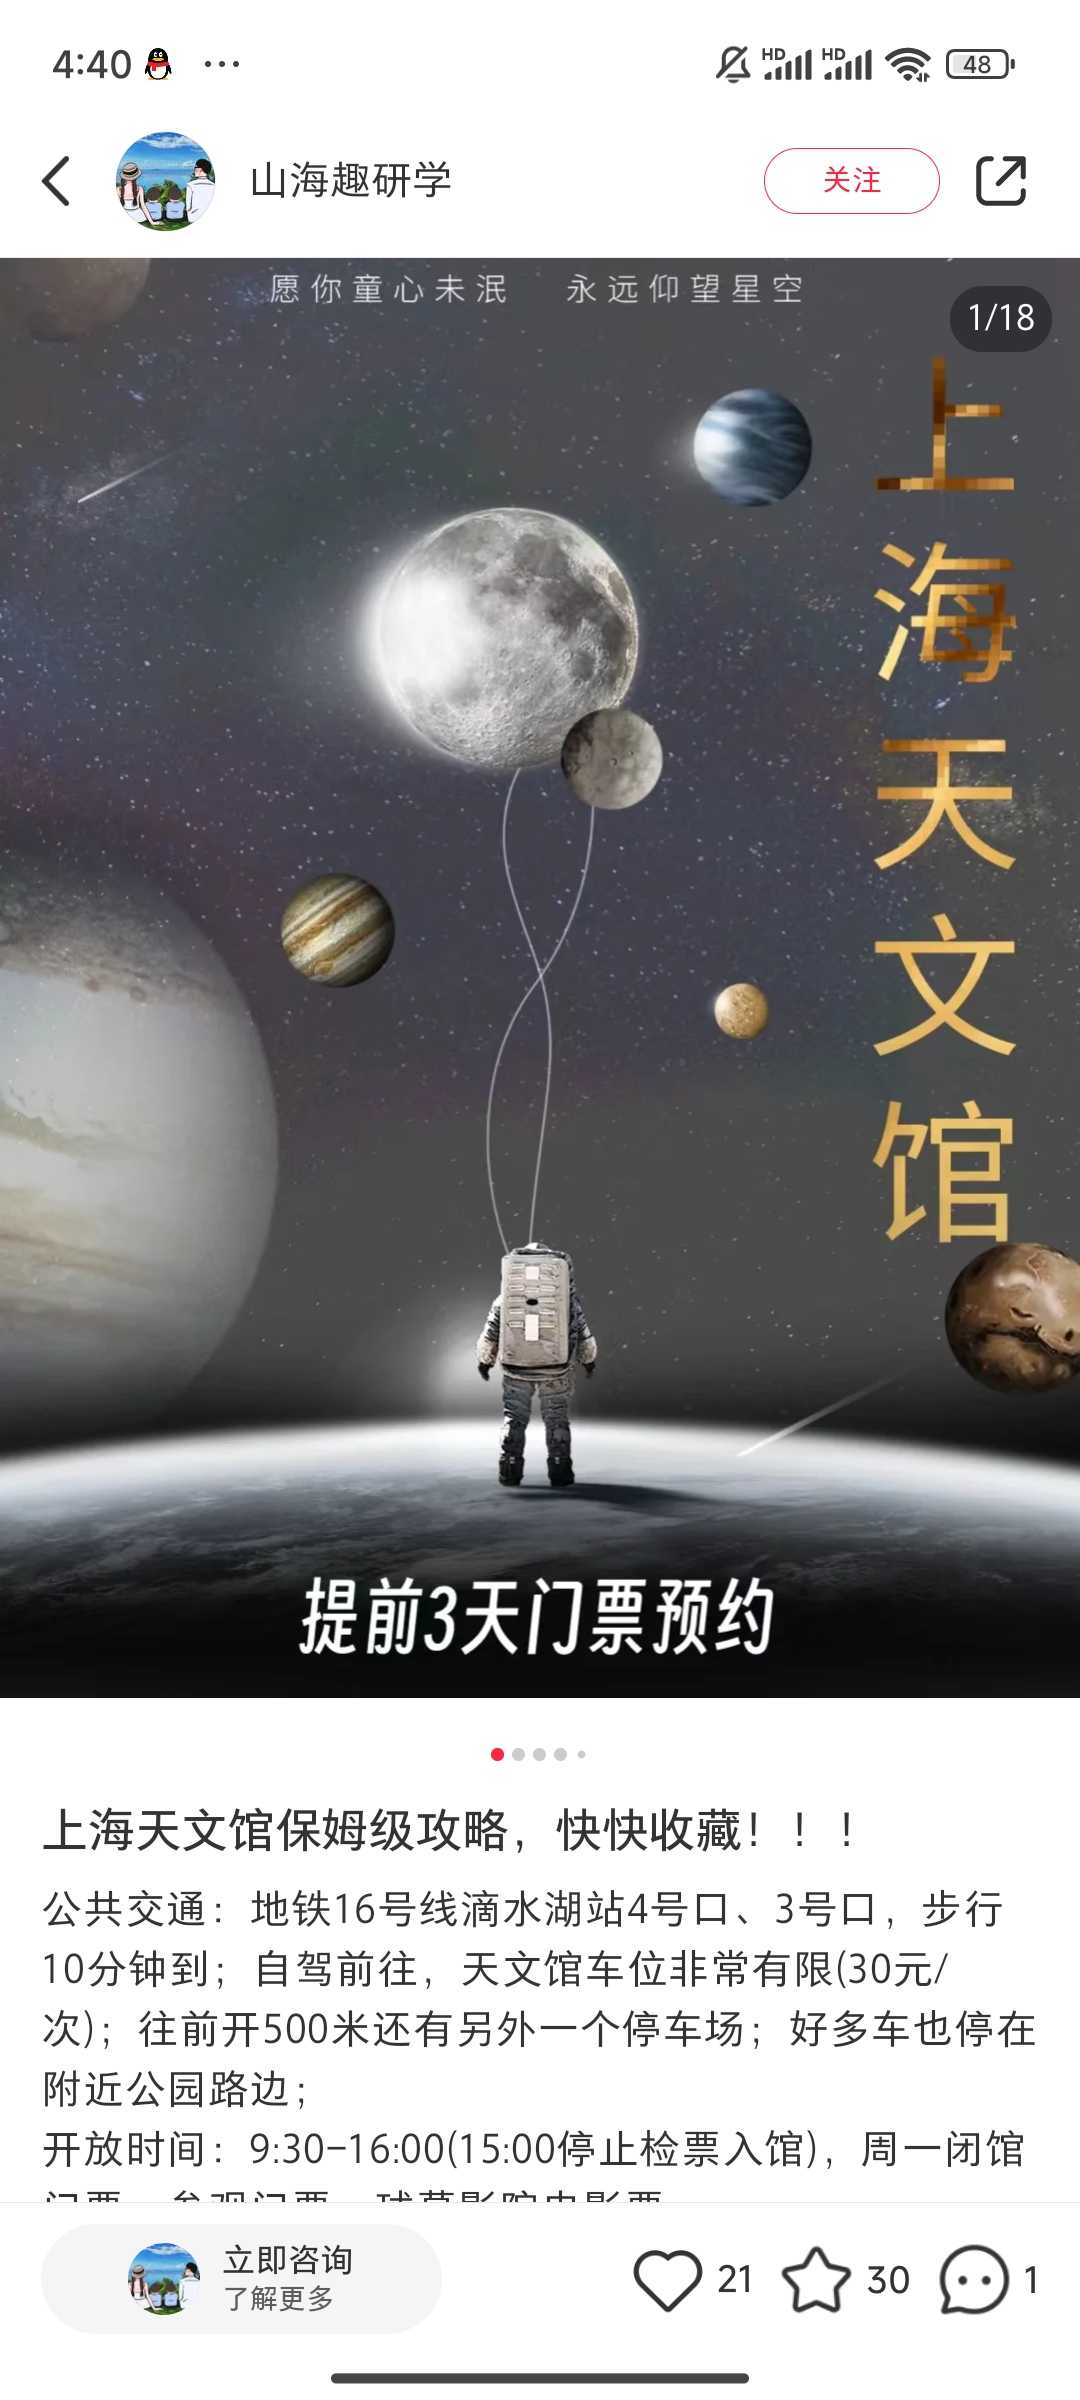 4:40
HD HD 48
山海趣研学
关注
愿你童心未泯 永远仰望星空
1/18
上海天文馆
提前3天门票预约
上海天文馆保姆级攻略，快快收藏！！！
公共交通：地铁16号线滴水湖站4号口、3号口，步行
10分钟到；自驾前往，天文馆车位非常有限(30元/
次)；往前开500米还有另外一个停车场；好多车也停在
附近公园路边；
开放时间：9:30-16:00(15:00停止检票入馆)，周一闭馆
立即咨询
了解更多
21
30
1